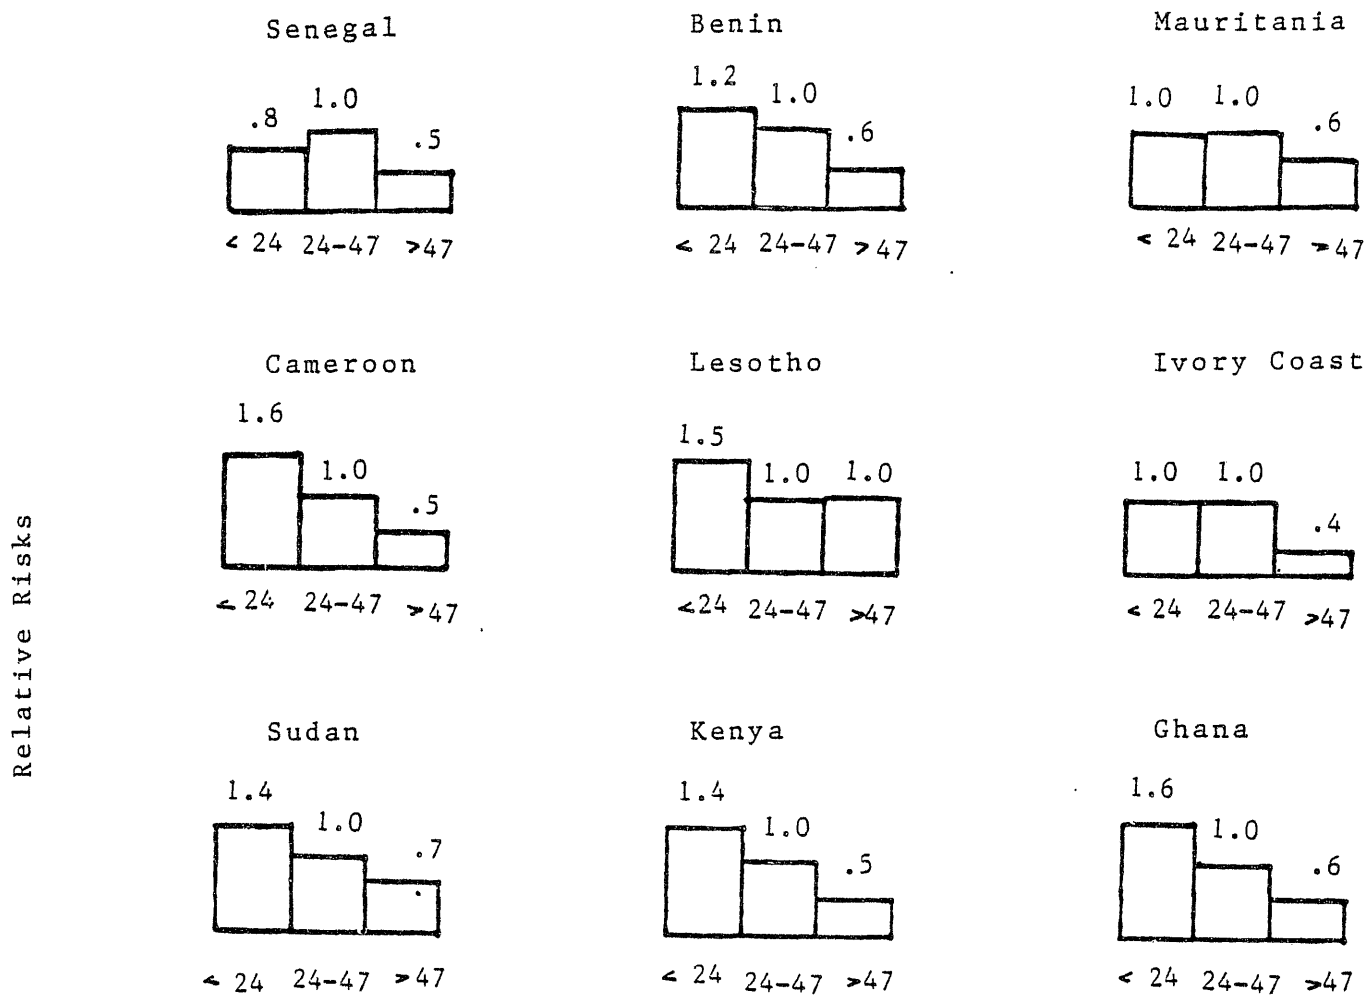 Senegal
.8 1.0 .5
< 24 24-47 >47
Benin
1.2 1.0 .6
< 24 24-47 >47
Mauritania
1.0 1.0 .6
< 24 24-47 >47
Cameroon
1.6 1.0 .5
< 24 24-47 >47
Lesotho
1.5 1.0 1.0
<24 24-47 >47
Ivory Coast
1.0 1.0 .4
< 24 24-47 >47
Relative Risks
Sudan
1.4 1.0 .7
< 24 24-47 >47
Kenya
1.4 1.0 .5
< 24 24-47 >47
Ghana
1.6 1.0 .6
< 24 24-47 >47